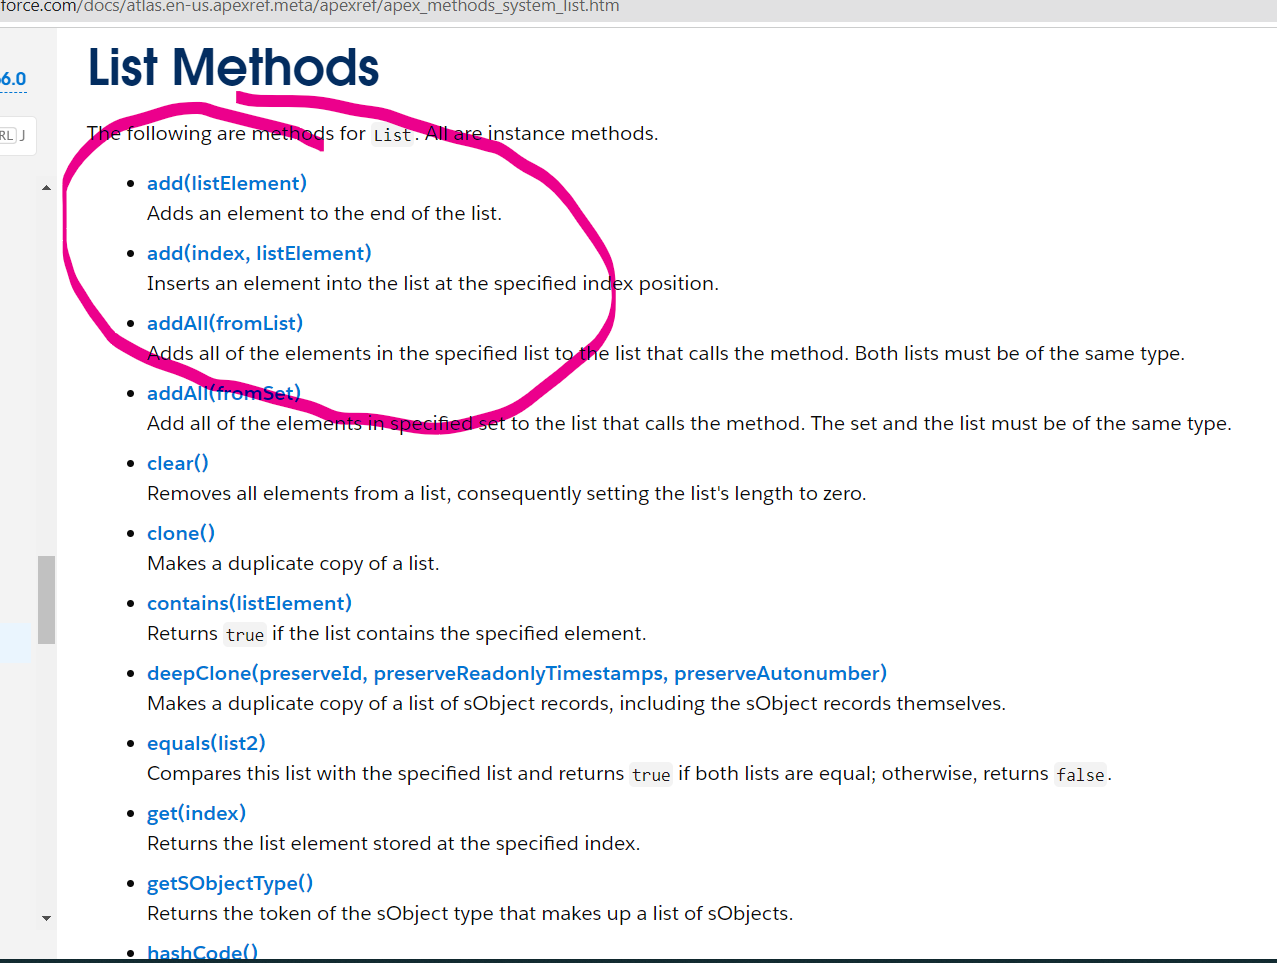 force.com/docs/atlas.en-us.apexref.meta/apexref/apex_methods_system_list.htm
List Methods
6.0
The following are methods for List. All are instance methods.
RL J
add(listElement)
Adds an element to the end of the list.
add(index, listElement)
Inserts an element into the list at the specified index position.
addAll(fromList)
Adds all of the elements in the specified list to the list that calls the method. Both lists must be of the same type.
addAll(fromSet)
Add all of the elements in specified set to the list that calls the method. The set and the list must be of the same type.
clear()
Removes all elements from a list, consequently setting the list's length to zero.
clone()
Makes a duplicate copy of a list.
contains(listElement)
Returns true if the list contains the specified element.
deepClone(preserveId, preserveReadonlyTimestamps, preserveAutonumber)
Makes a duplicate copy of a list of sObject records, including the sObject records themselves.
equals(list2)
Compares this list with the specified list and returns true if both lists are equal; otherwise, returns false.
get(index)
Returns the list element stored at the specified index.
getSObjectType()
Returns the token of the sObject type that makes up a list of sObjects.
hashCode()